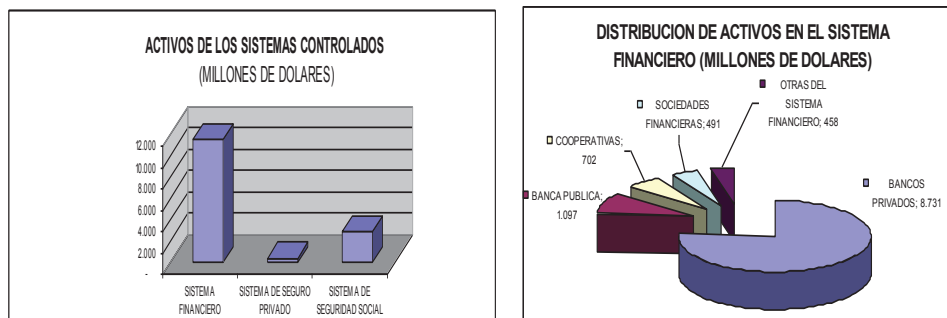 ACTIVOS DE LOS SISTEMAS CONTROLADOS
(MILLONES DE DOLARES)
12.000
10.000
8.000
6.000
4.000
2.000
-
SISTEMA
FINANCIERO
SISTEMA DE SEGURO
PRIVADO
SISTEMA DE
SEGURIDAD SOCIAL
DISTRIBUCION DE ACTIVOS EN EL SISTEMA
FINANCIERO (MILLONES DE DOLARES)
OTRAS DEL
SISTEMA
FINANCIERO; 458
SOCIEDADES
FINANCIERAS; 491
COOPERATIVAS;
702
BANCA PUBLICA;
1.097
BANCOS
PRIVADOS; 8.731